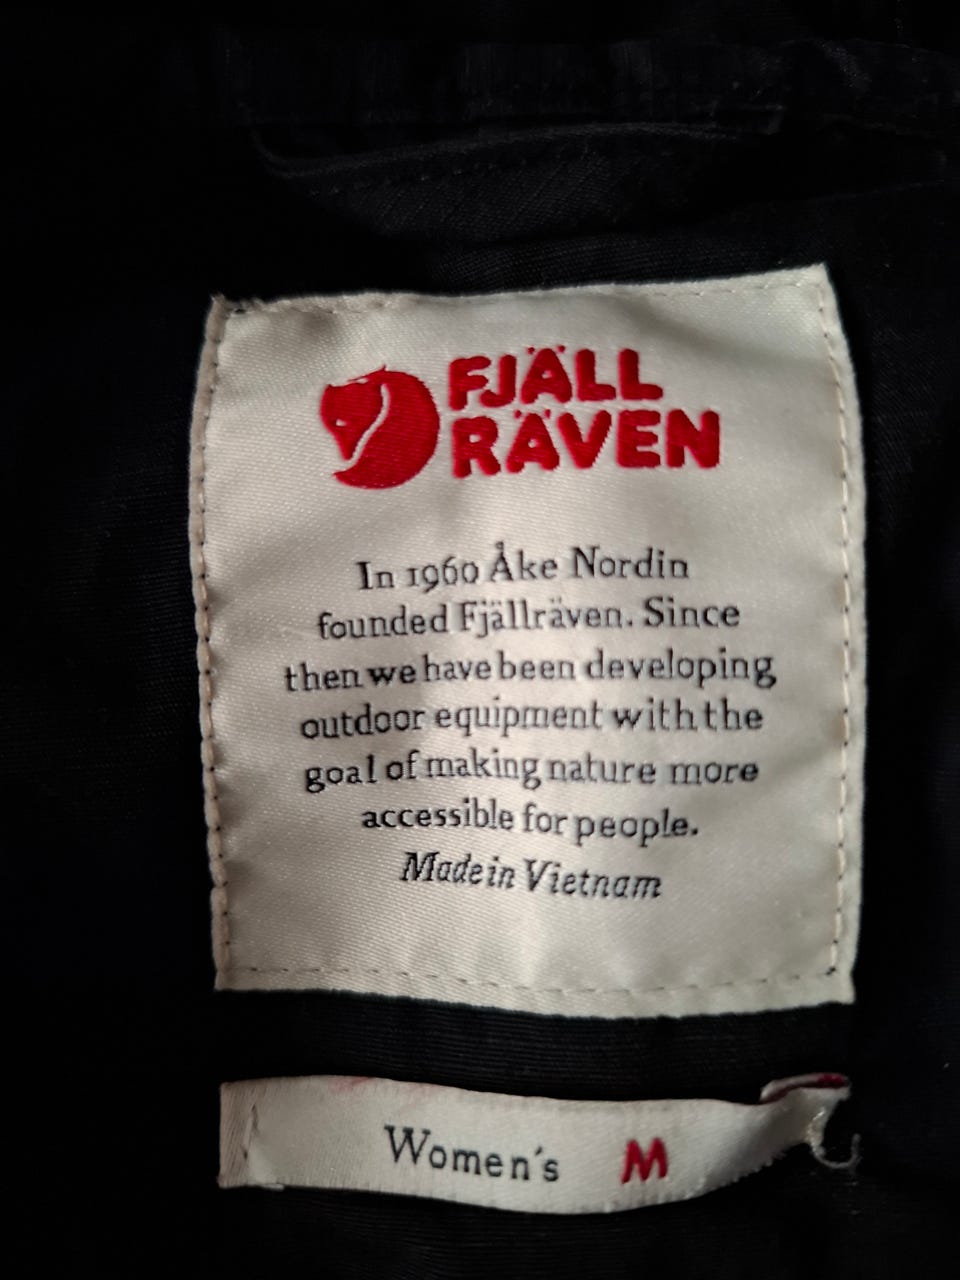 FJÄLL
RÄVEN
In 1960 Åke Nordin
founded Fjällräven. Since
then we have been developing
outdoor equipment with the
goal of making nature more
accessible for people.
Made in Vietnam
Women's M